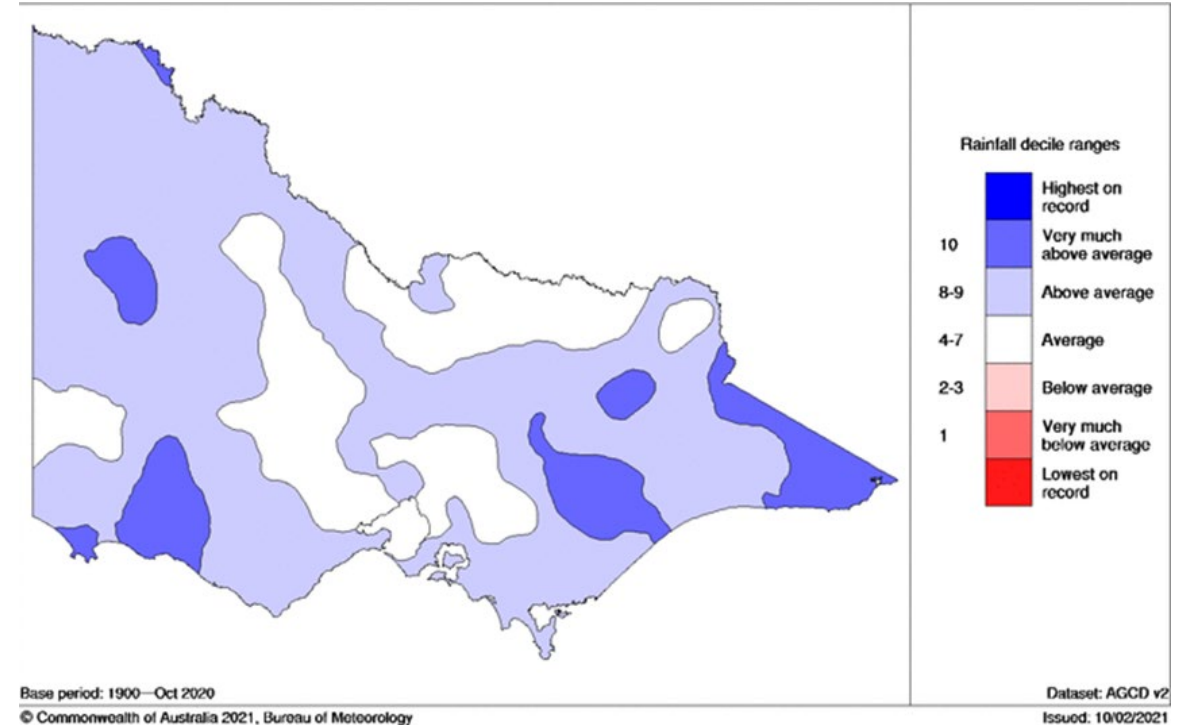 Rainfall decile ranges
Highest on
record
10
Very much
above average
8-9
Above average
4-7
Average
2-3
Below average
1
Very much
below average
Lowest on
record
Base period: 1900—Oct 2020
Dataset: AGCD v2
© Commonwealth of Australia 2021, Bureau of Meteorology
Issued: 10/02/2021